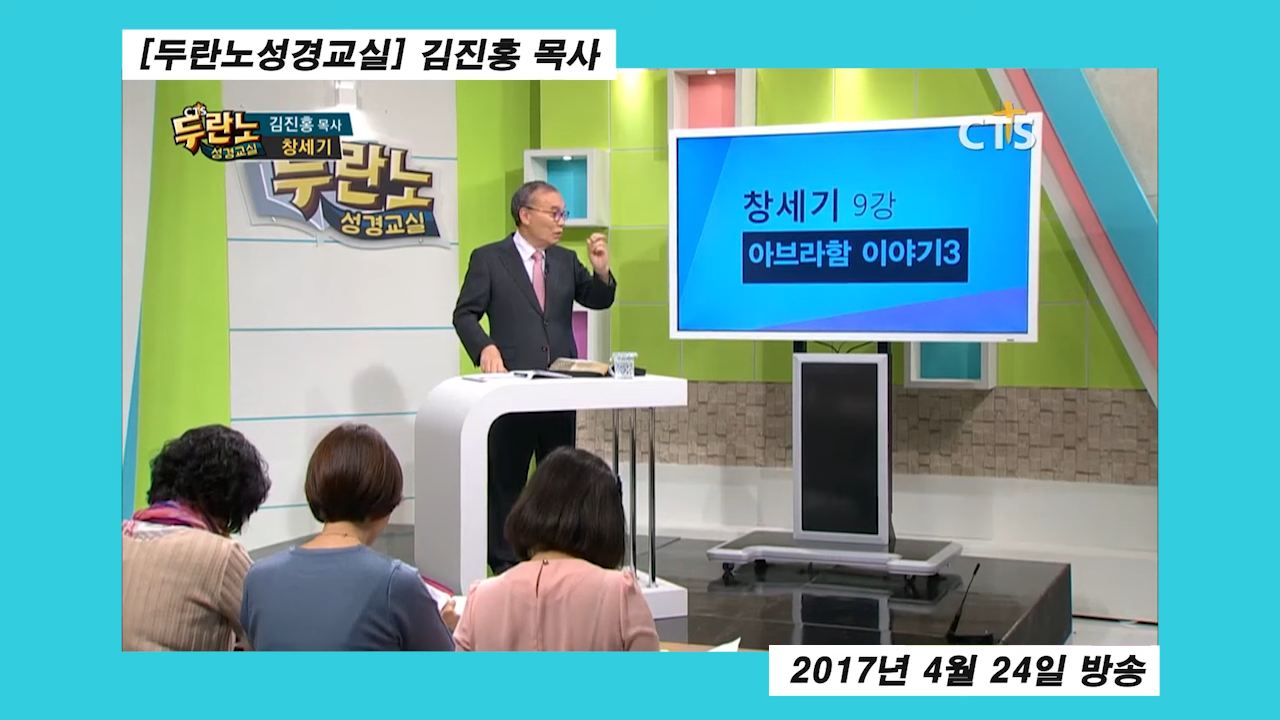 [두란노성경교실] 김진홍 목사
CTS
두란노
성경교실
김진홍 목사
창세기
두란노
성경교실
CTS
창세기 9강
아브라함 이야기3
2017년 4월 24일 방송